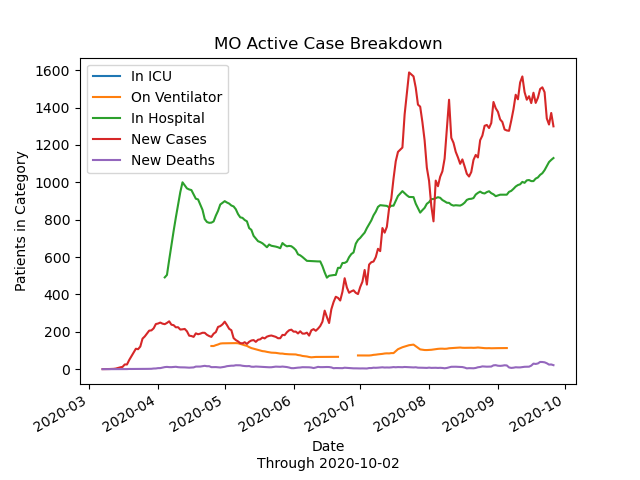 MO Active Case Breakdown
In ICU
On Ventilator
In Hospital
New Cases
New Deaths
Patients in Category
1600
1400
1200
1000
800
600
400
200
0
2020-03
2020-04
2020-05
2020-06
2020-07
2020-08
2020-09
2020-10
Date
Through 2020-10-02